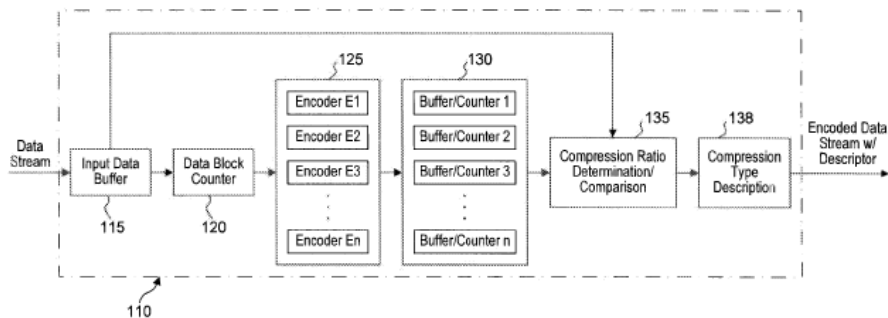 125
130
Encoder E1
Buffer/Counter 1
135
138
Encoded Data
Stream w/
Descriptor
Data
Stream
Input Data
Buffer
Data Block
Counter
Encoder E2
Buffer/Counter 2
Encoder E3
Buffer/Counter 3
Compression Ratio
Determination/
Comparison
Compression
Type
Description
115
120
Encoder En
Buffer/Counter n
110